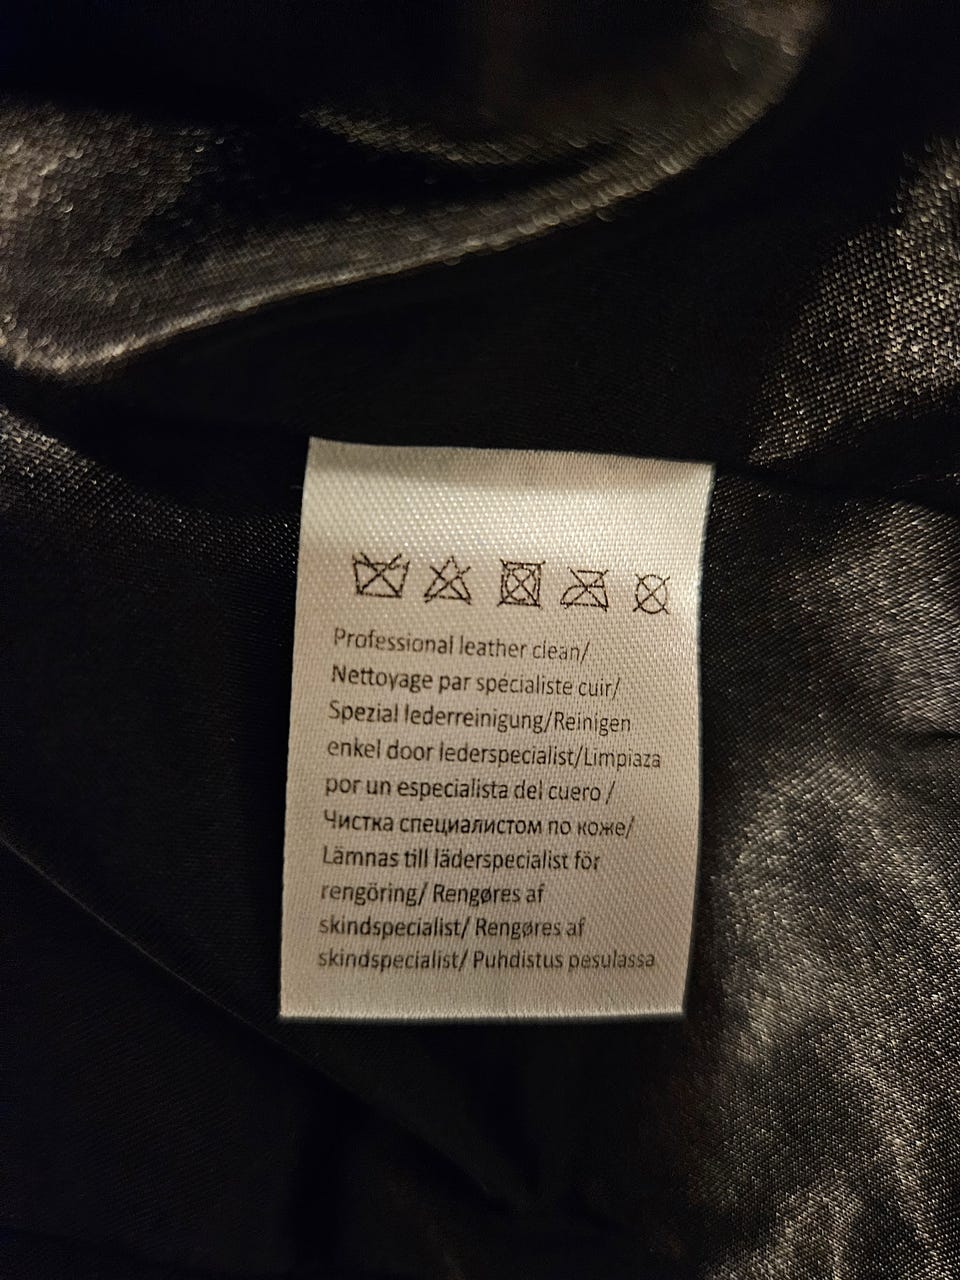 Professional leather clean/
Nettoyage par spécialiste cuir/
Spezial lederreinigung/Reinigen
enkel door lederspecialist/Limpiaza
por un especialista del cuero /
Чистка специалистом по коже/
Lämnas till läderspecialist för
rengöring/ Rengøres af
skindspecialist/ Rengøres af
skindspecialist/ Puhdistus pesulassa